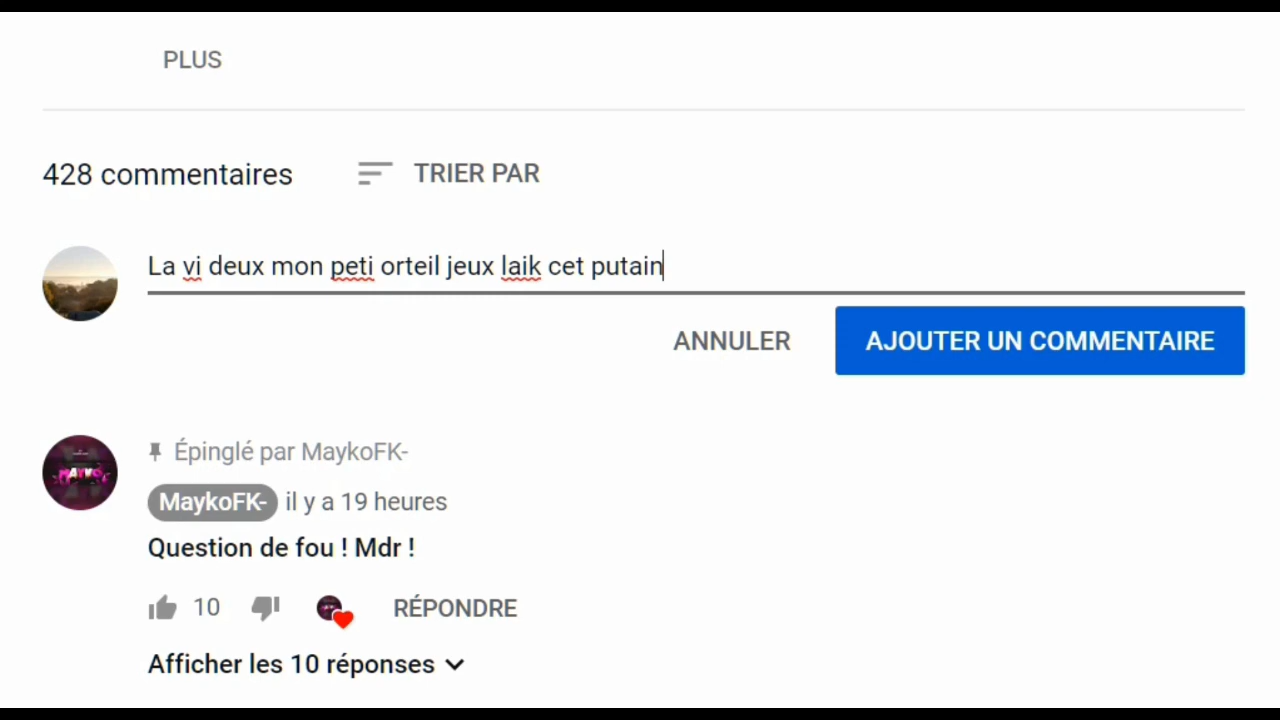 PLUS
428 commentaires
TRIER PAR
La vi deux mon peti orteil jeux laik cet putain
ANNULER
AJOUTER UN COMMENTAIRE
Épinglé par MaykoFK-
MaykoFK- il y a 19 heures
Question de fou ! Mdr !
10
RÉPONDRE
Afficher les 10 réponses